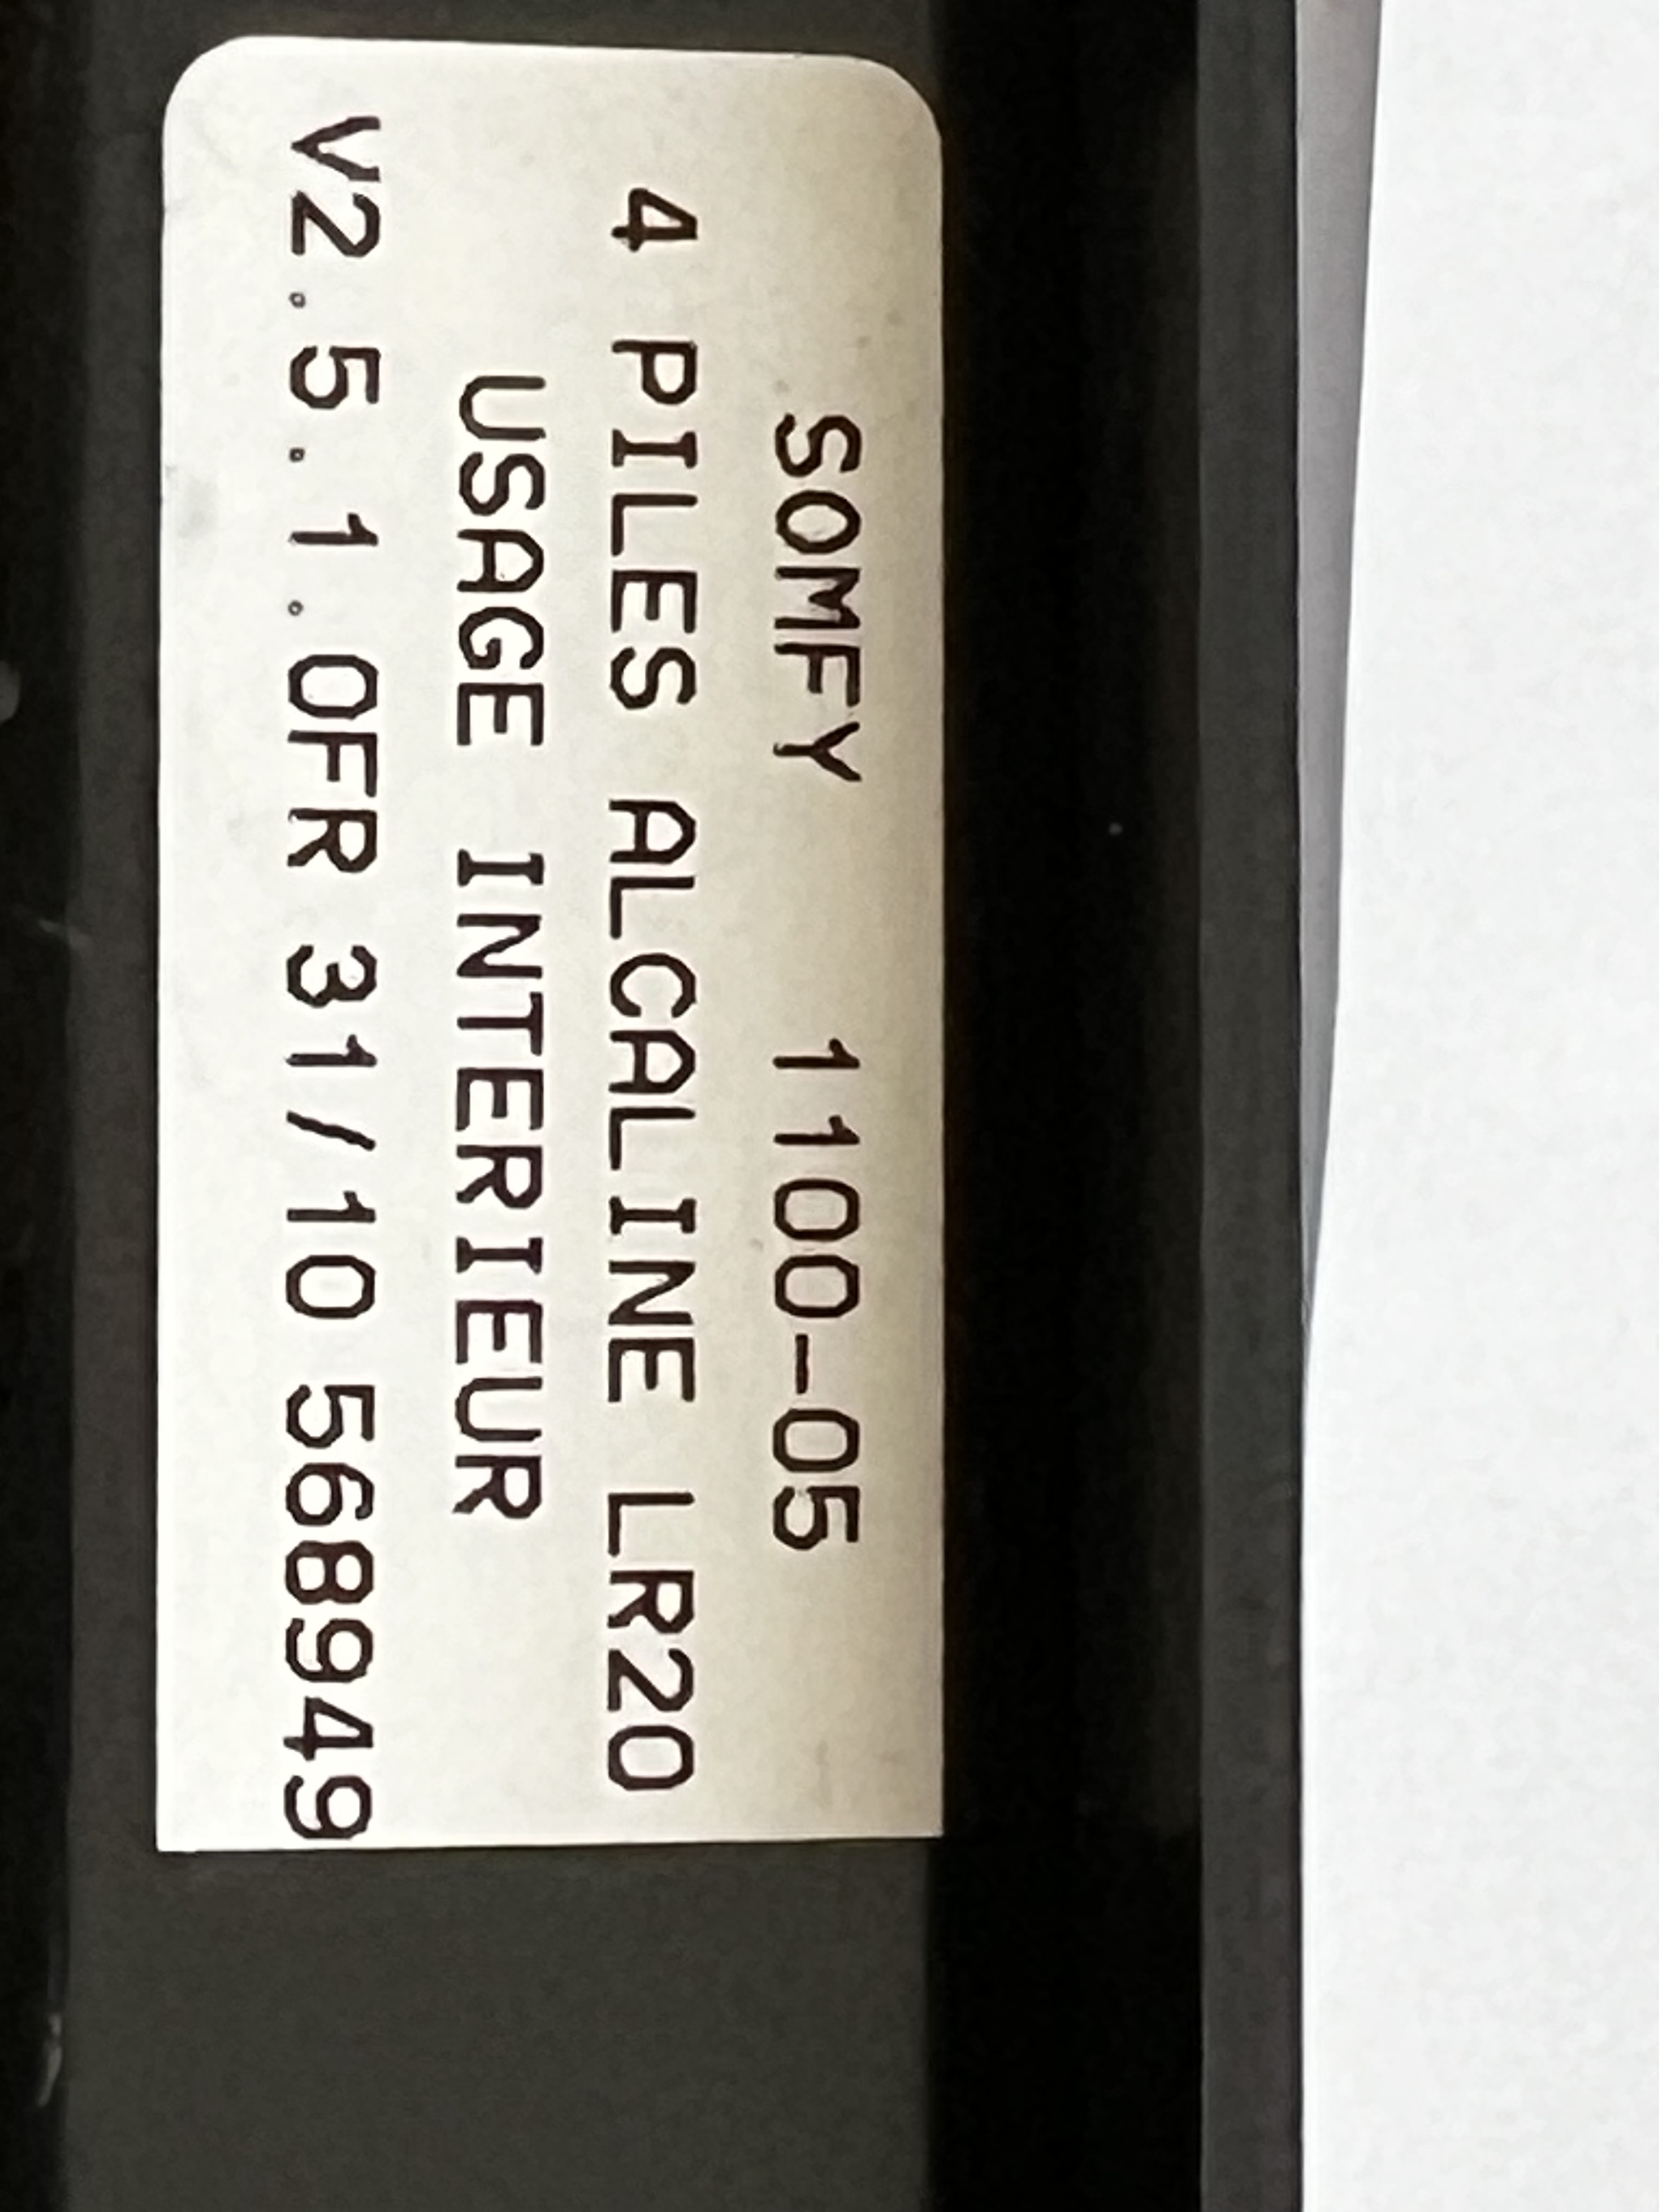 SOMFY 1100-05
4 PILES ALCALINE LR20
USAGE INTERIEUR
V2.5.1.0FR 31/10 568949